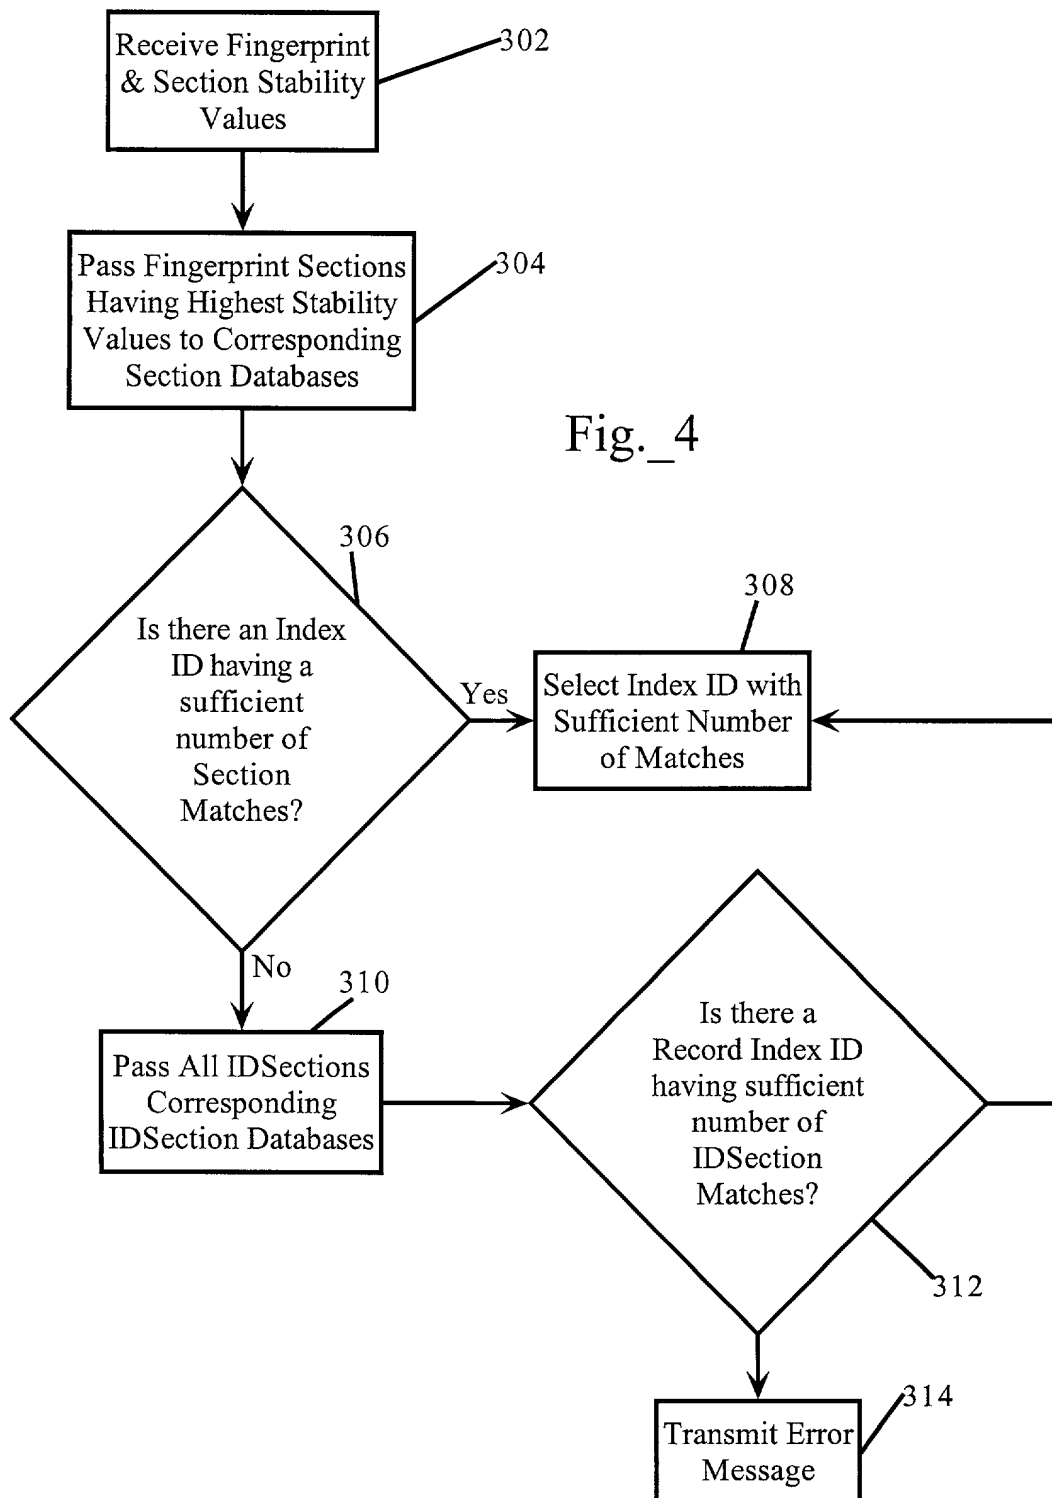 Receive Fingerprint
& Section Stability
Values
302
Pass Fingerprint Sections
Having Highest Stability
Values to Corresponding
Section Databases
304
Fig._4
306
Is there an Index
ID having a
sufficient
number of
Section
Matches?
Yes
308
Select Index ID with
Sufficient Number
of Matches
No
310
Pass All IDSections
Corresponding
IDSection Databases
Is there a
Record Index ID
having sufficient
number of
IDSection
Matches?
312
314
Transmit Error
Message